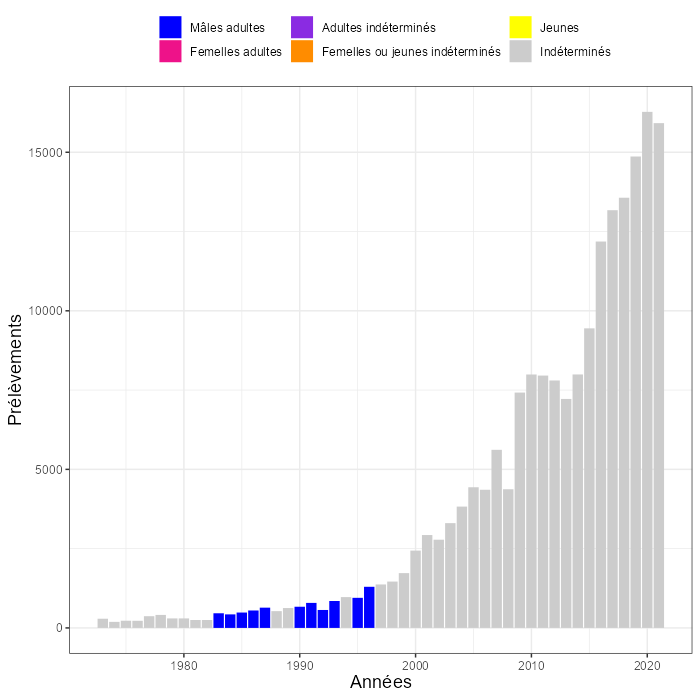 Mâles adultes Adultes indéterminés Jeunes
Femelles adultes Femelles ou jeunes indéterminés Indéterminés
15000
10000
5000
0
Prélèvements
1980 1990 2000 2010 2020
Années